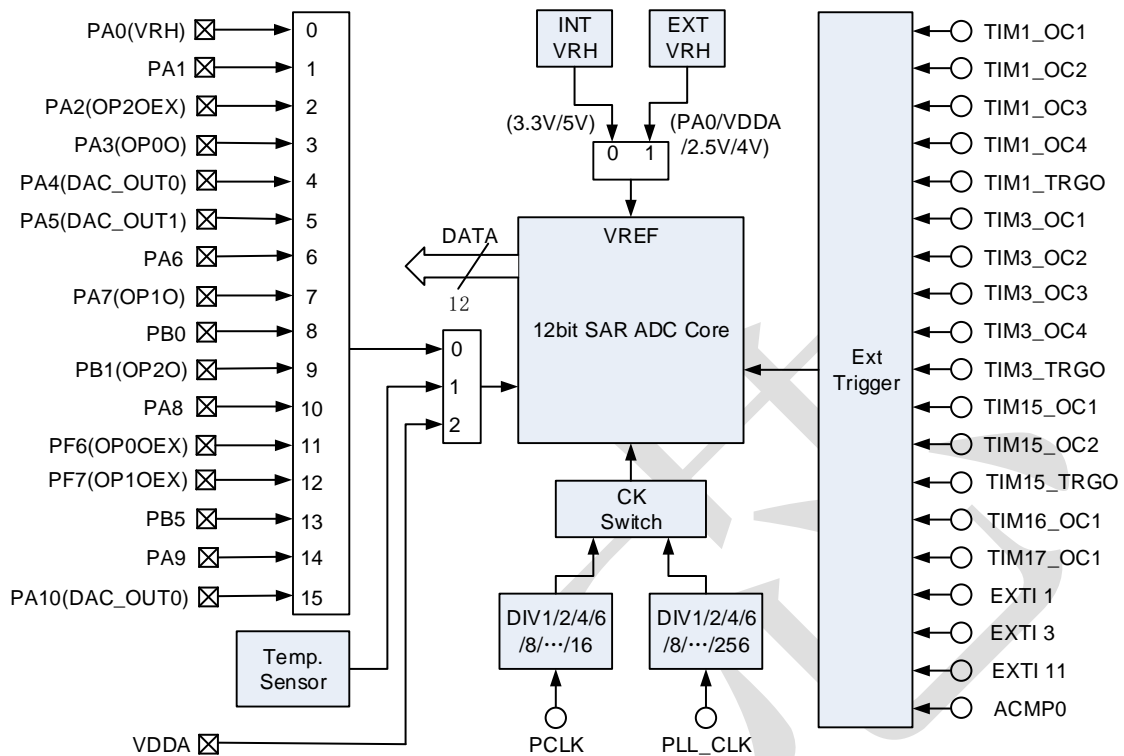 PA0(VRH)
PA1
PA2(OP2OEX)
PA3(OP0O)
PA4(DAC_OUT0)
PA5(DAC_OUT1)
PA6
PA7(OP1O)
PB0
PB1(OP2O)
PA8
PF6(OP0OEX)
PF7(OP1OEX)
PB5
PA9
PA10(DAC_OUT0)
0
1
2
3
4
5
6
7
8
9
10
11
12
13
14
15
Temp.
Sensor
VDDA
INT
VRH
EXT
VRH
(3.3V/5V)
(PA0/VDDA
/2.5V/4V)
0 1
DATA
12
VREF
12bit SAR ADC Core
0
1
2
CK
Switch
DIV1/2/4/6
/8/···/16
DIV1/2/4/6
/8/···/256
PCLK
PLL_CLK
Ext
Trigger
TIM1_OC1
TIM1_OC2
TIM1_OC3
TIM1_OC4
TIM1_TRGO
TIM3_OC1
TIM3_OC2
TIM3_OC3
TIM3_OC4
TIM3_TRGO
TIM15_OC1
TIM15_OC2
TIM15_TRGO
TIM16_OC1
TIM17_OC1
EXTI 1
EXTI 3
EXTI 11
ACMP0